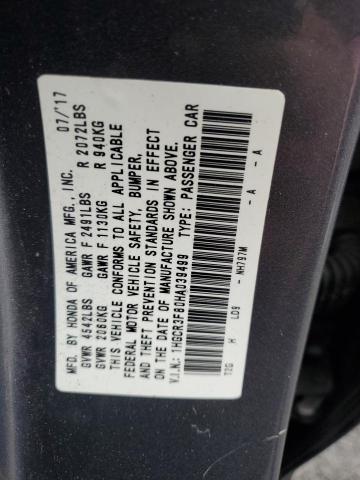 MFD. BY HONDA OF AMERICA MFG., INC. 07/'17
GVWR 4542LBS GAWR F 2491LBS R 2072LBS
GVWR 2060KG GAWR F 1130KG R 940KG
THIS VEHICLE CONFORMS TO ALL APPLICABLE
FEDERAL MOTOR VEHICLE SAFETY, BUMPER,
AND THEFT PREVENTION STANDARDS IN EFFECT
ON THE DATE OF MANUFACTURE SHOWN ABOVE.
V.I.N.: 1HGCR3F80HA039499 TYPE: PASSENGER CAR
T2G H LD9 - NH797M - A - A